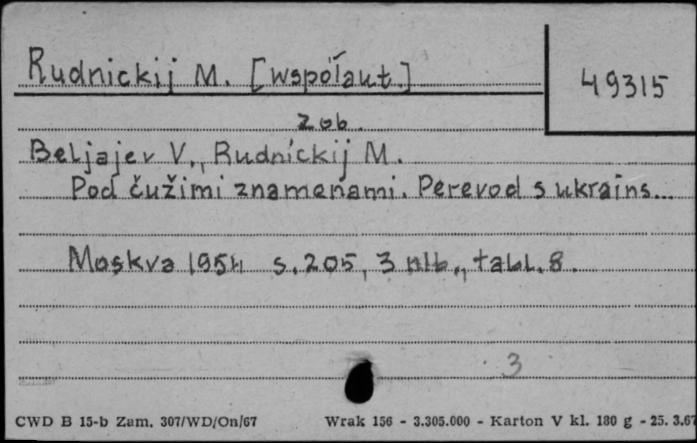 Rudnickij M. [współaut.]
49315
zob.
Beljajev V., Rudnickij M.
Pod čužimi znamenami. Perevod s ukrains...
Moskva 1954 s. 205, 3 nlb., tabl. 8.
3
CWD B 15-b Zam. 307/WD/On/67 Wrak 156 - 3.305.000 - Karton V kl. 180 g - 25. 3.67